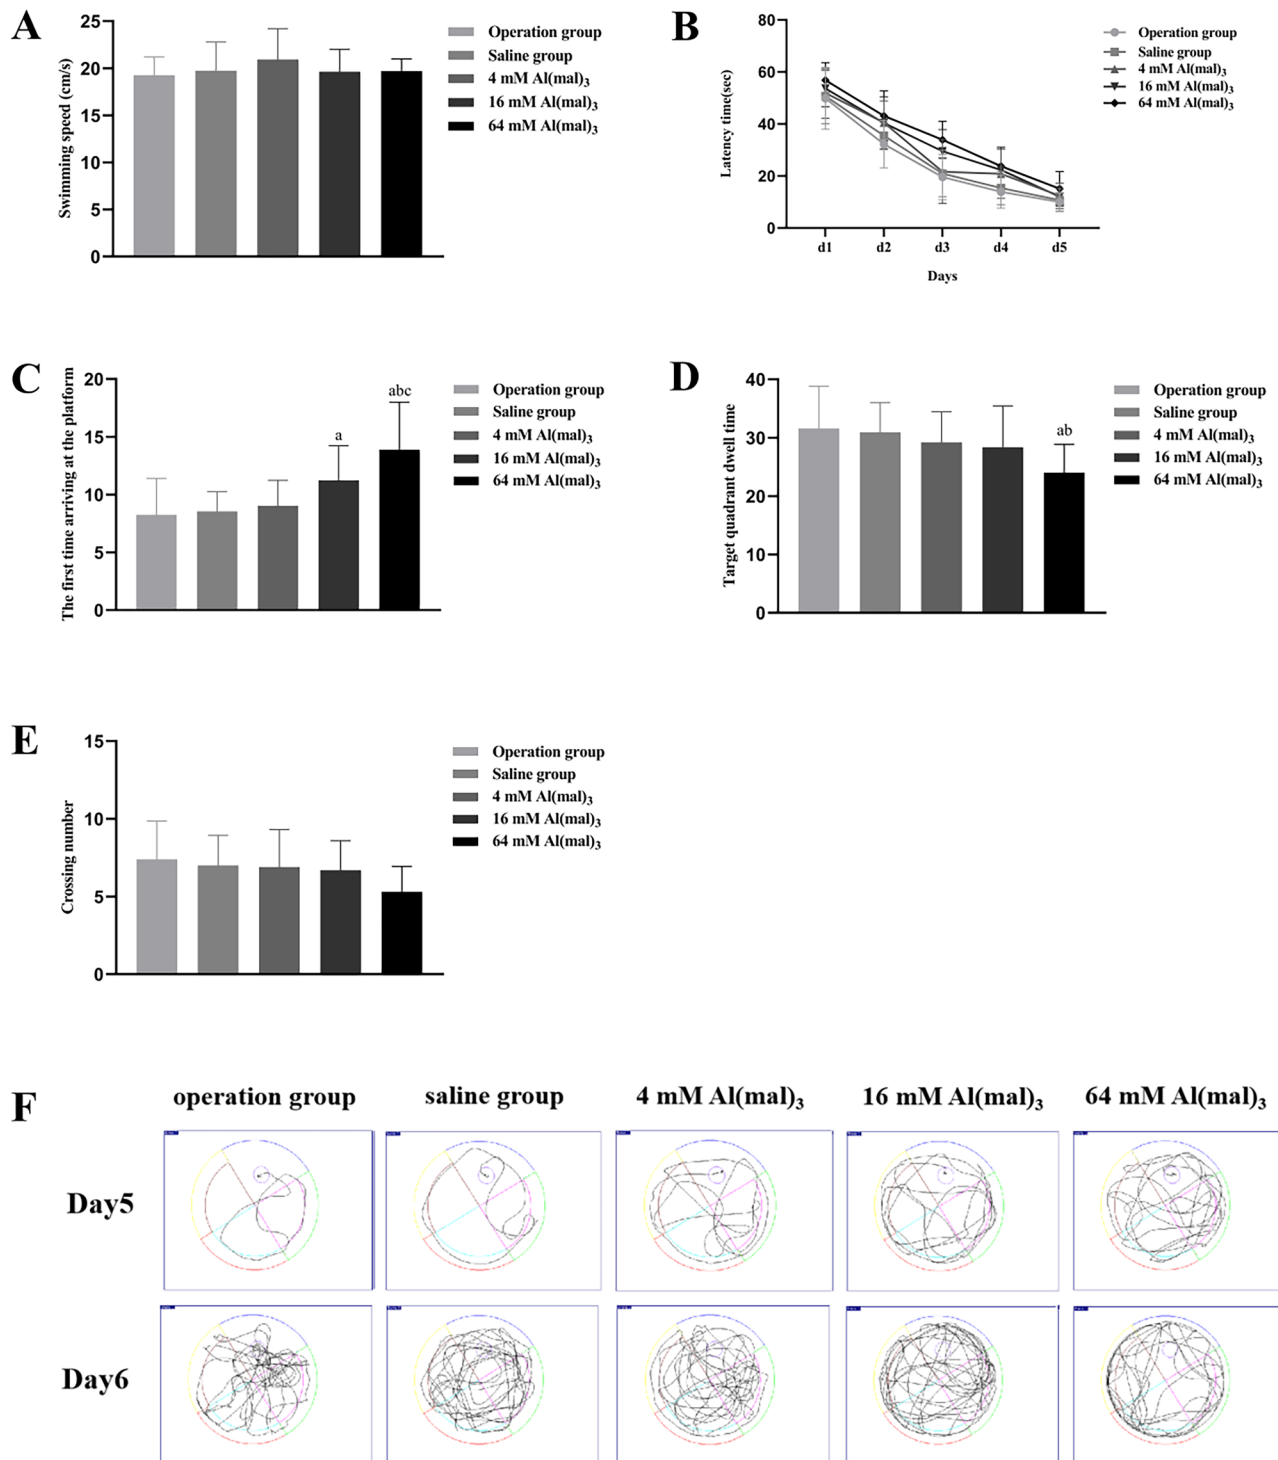 A
Swimming speed (cm/s)
25
20
15
10
5
0
Operation group
Saline group
4 mM Al(mal)3
16 mM Al(mal)3
64 mM Al(mal)3
B
Latency time(sec)
80
60
40
20
0
d1 d2 d3 d4 d5
Days
Operation group
Saline group
4 mM Al(mal)3
16 mM Al(mal)3
64 mM Al(mal)3
C
The first time arriving at the platform
20
15
10
5
0
a
abc
Operation group
Saline group
4 mM Al(mal)3
16 mM Al(mal)3
64 mM Al(mal)3
D
Target quadrant dwell time
40
30
20
10
0
ab
Operation group
Saline group
4 mM Al(mal)3
16 mM Al(mal)3
64 mM Al(mal)3
E
Crossing number
15
10
5
0
Operation group
Saline group
4 mM Al(mal)3
16 mM Al(mal)3
64 mM Al(mal)3
F
operation group saline group 4 mM Al(mal)3 16 mM Al(mal)3 64 mM Al(mal)3
Day5
Day6